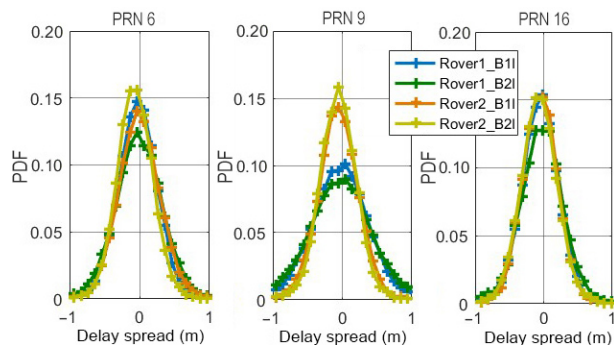 PRN 6
PRN 9
PRN 16
0.20
0.15
0.10
0.05
0
PDF
−1
0
1
Delay spread (m)
0.20
0.15
0.10
0.05
0
PDF
−1
0
1
Delay spread (m)
0.20
0.15
0.10
0.05
0
PDF
−1
0
1
Delay spread (m)
Rover1_B1I
Rover1_B2I
Rover2_B1I
Rover2_B2I